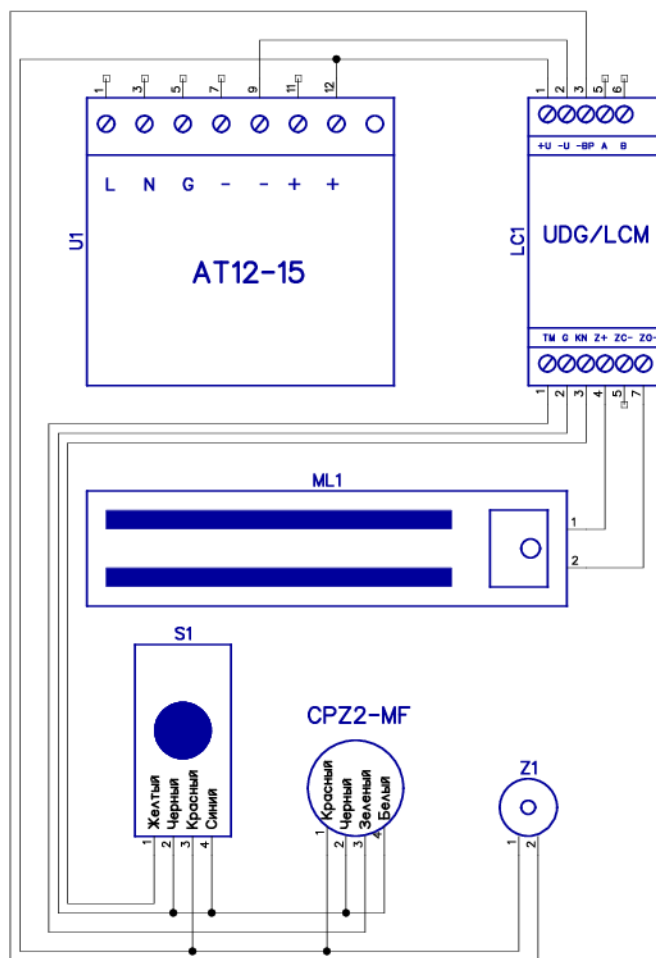 1 3 5 7 9 11 12
1 2 3 5 6
+U -U -BP A B
L N G - - + +
U1
AT12-15
LC1
UDG/LCM
TM G KN Z+ ZC- ZO-
1 2 3 4 5 7
ML1
1
2
S1
CPZ2-MF
Z1
Желтый
Черный
Красный
Синий
1 2 3 4
Красный
Черный
Зеленый
Белый
1 2 3 4
1 2